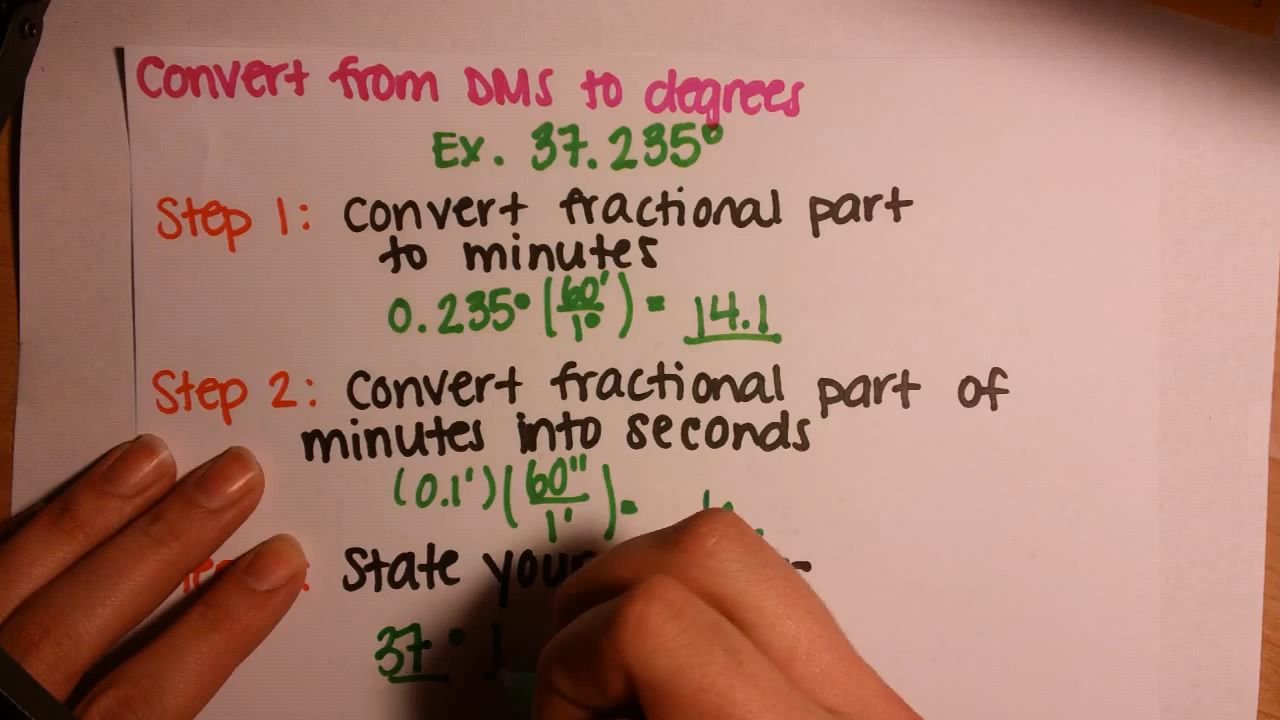 Convert from DMS to degrees
Ex. 37.235°
Step 1: Convert fractional part
to minutes
0.235° (60'/1°) = 14.1
Step 2: Convert fractional part of
minutes into seconds
(0.1')(60"/1') =
State your
37°